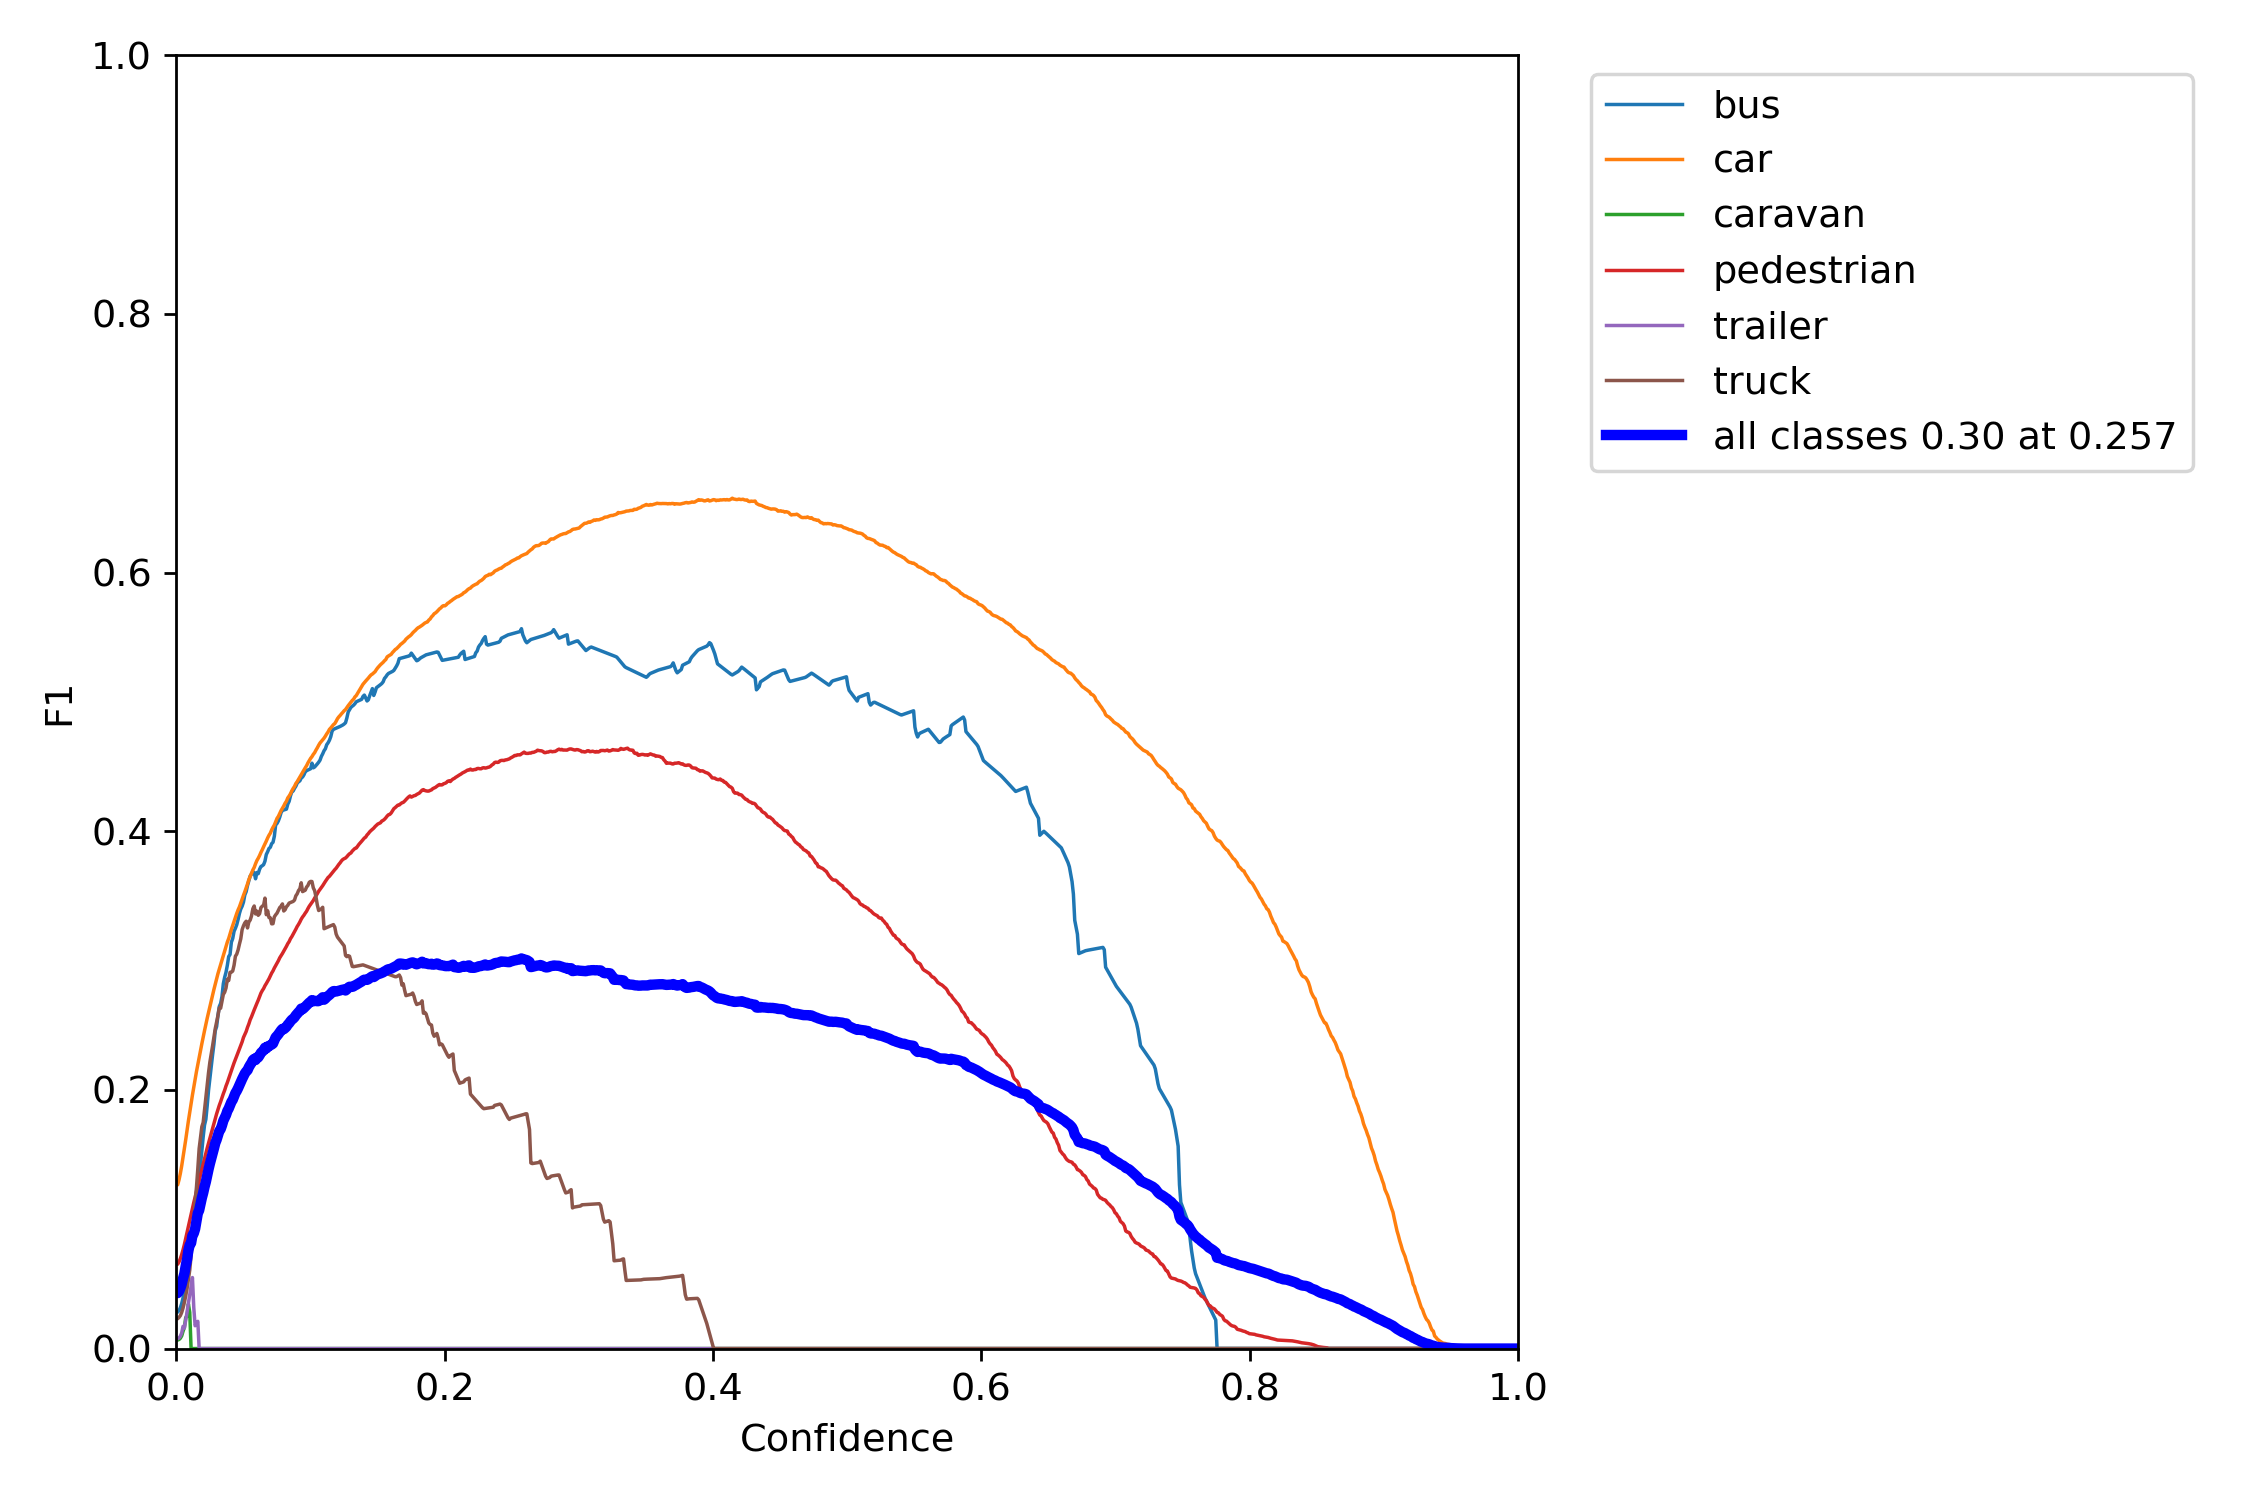 1.0
0.8
0.6
0.4
0.2
0.0
F1
0.0 0.2 0.4 0.6 0.8 1.0
Confidence
bus
car
caravan
pedestrian
trailer
truck
all classes 0.30 at 0.257